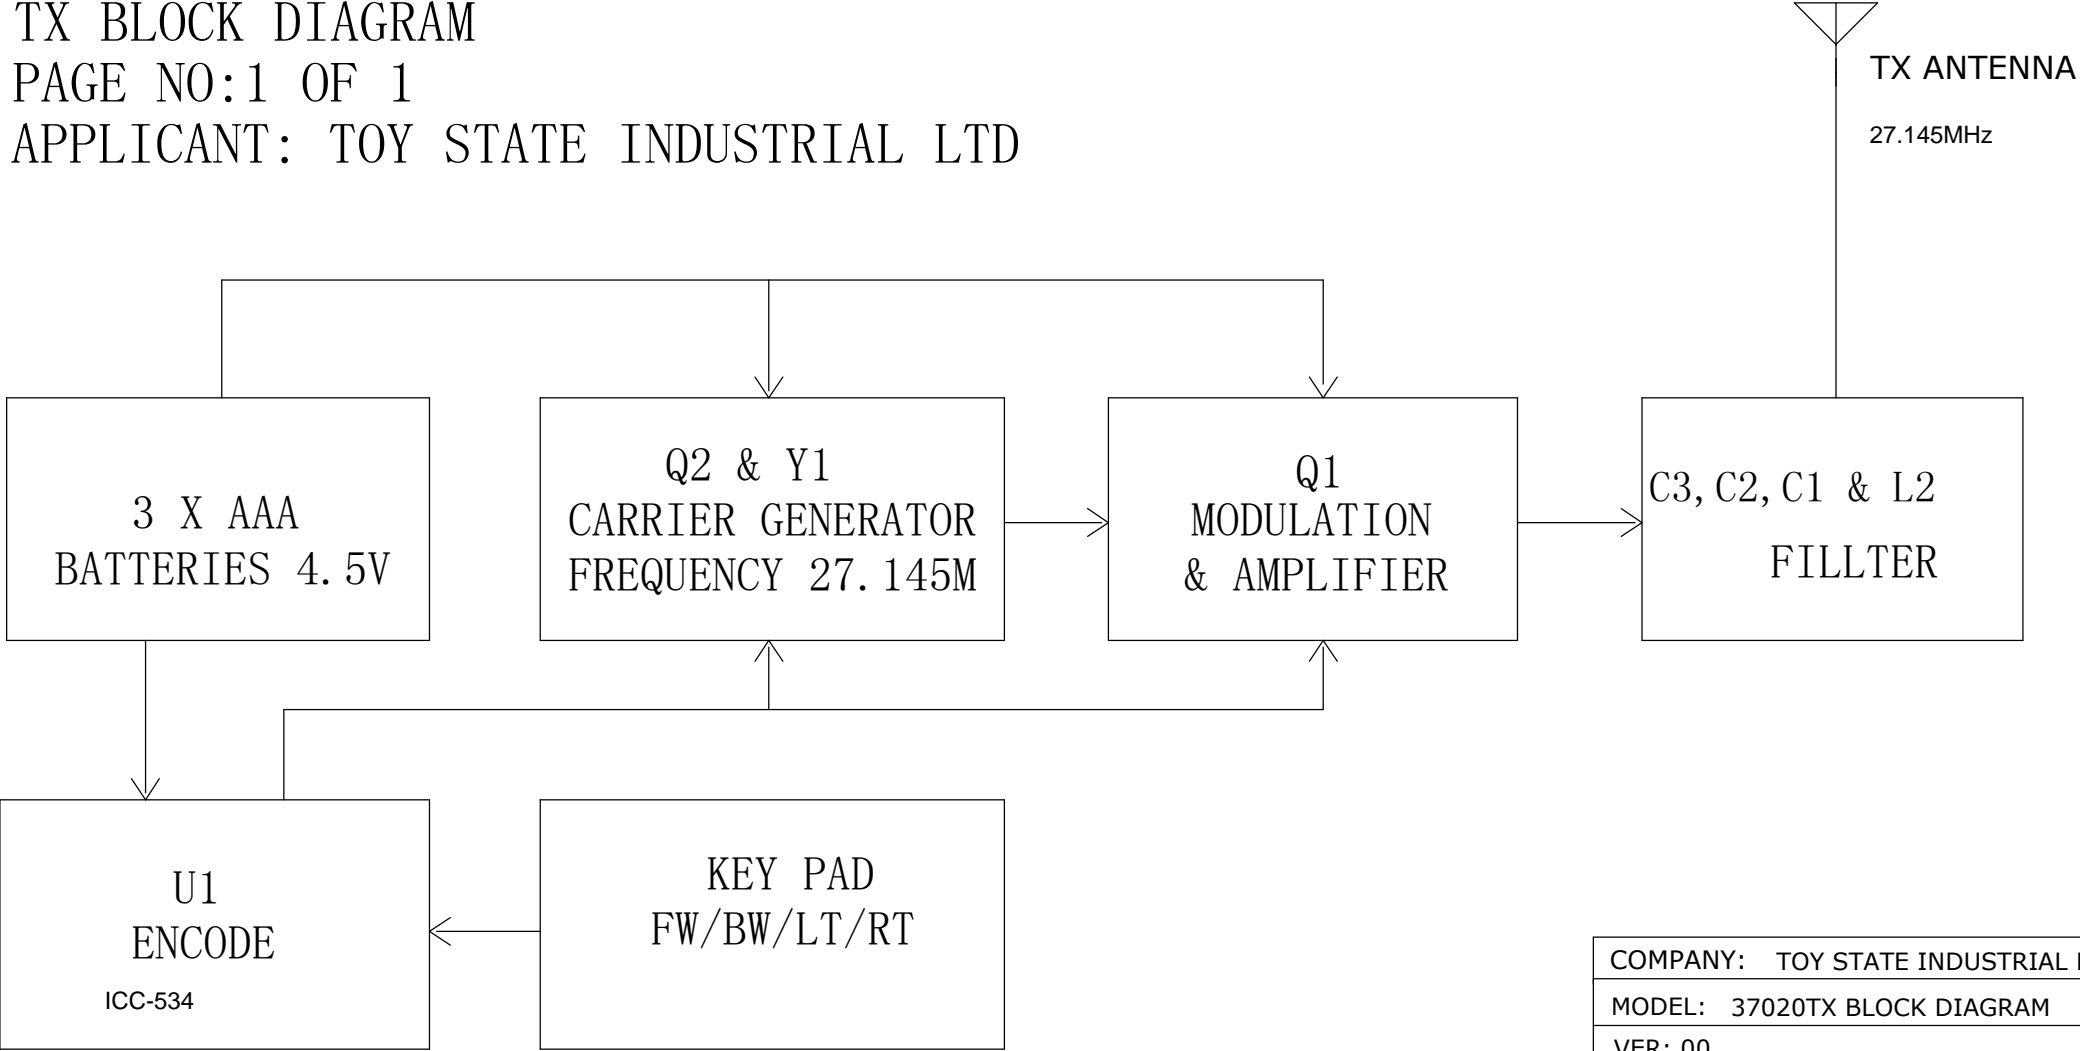 TX BLOCK DIAGRAM
PAGE NO:1 OF 1
APPLICANT: TOY STATE INDUSTRIAL LTD
TX ANTENNA
27.145MHz
3 X AAA
BATTERIES 4.5V
Q2 & Y1
CARRIER GENERATOR
FREQUENCY 27.145M
Q1
MODULATION
& AMPLIFIER
C3,C2,C1 & L2
FILLTER
U1
ENCODE
ICC-534
KEY PAD
FW/BW/LT/RT
COMPANY: TOY STATE INDUSTRIAL
MODEL: 37020TX BLOCK DIAGRAM
VER: 00